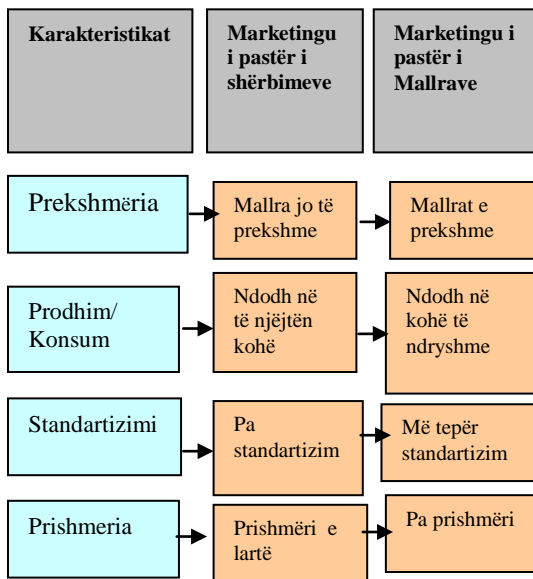 Karakteristikat
Marketingu
i pastër i
shërbimeve
Marketingu i
pastër i
Mallrave
Prekshmëria
Mallra jo të
prekshme
Mallrat e
prekshme
Prodhim/
Konsum
Ndodh në
të njëjtën
kohë
Ndodh në
kohë të
ndryshme
Standartizimi
Pa
standartizim
Më tepër
standartizim
Prishmeria
Prishmëri e
lartë
Pa prishmëri